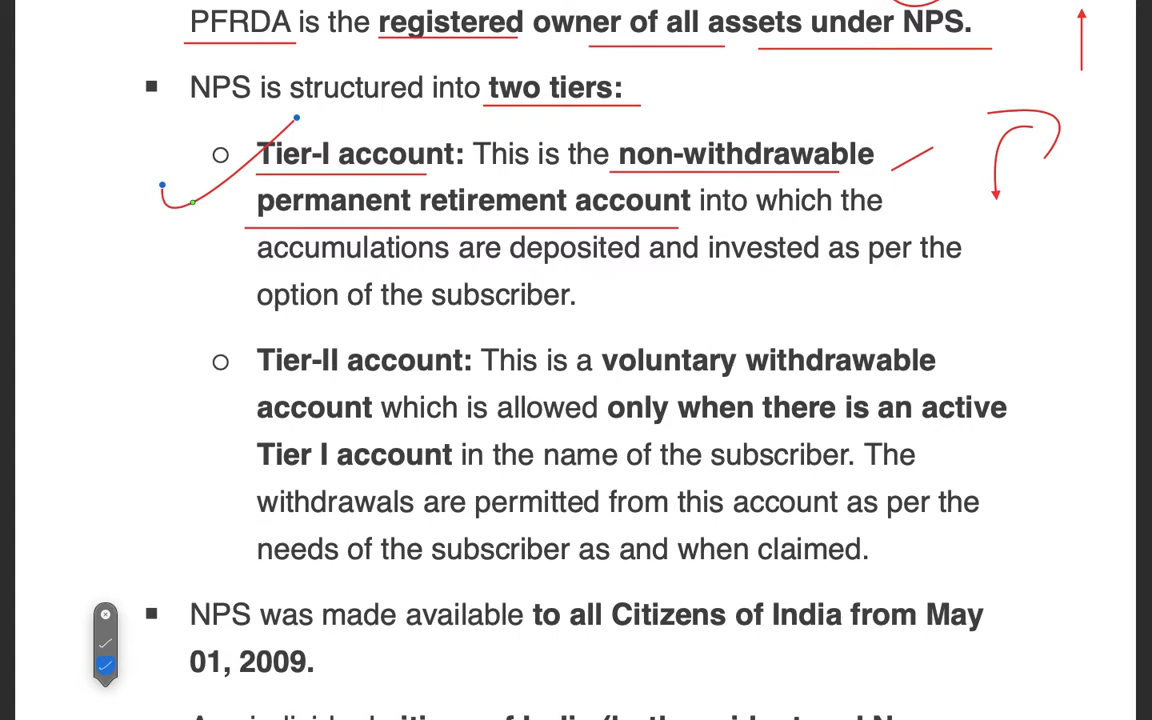 PFRDA is the registered owner of all assets under NPS.
▪ NPS is structured into two tiers:
○ Tier-I account: This is the non-withdrawable
permanent retirement account into which the
accumulations are deposited and invested as per the
option of the subscriber.
○ Tier-II account: This is a voluntary withdrawable
account which is allowed only when there is an active
Tier I account in the name of the subscriber. The
withdrawals are permitted from this account as per the
needs of the subscriber as and when claimed.
▪ NPS was made available to all Citizens of India from May
01, 2009.